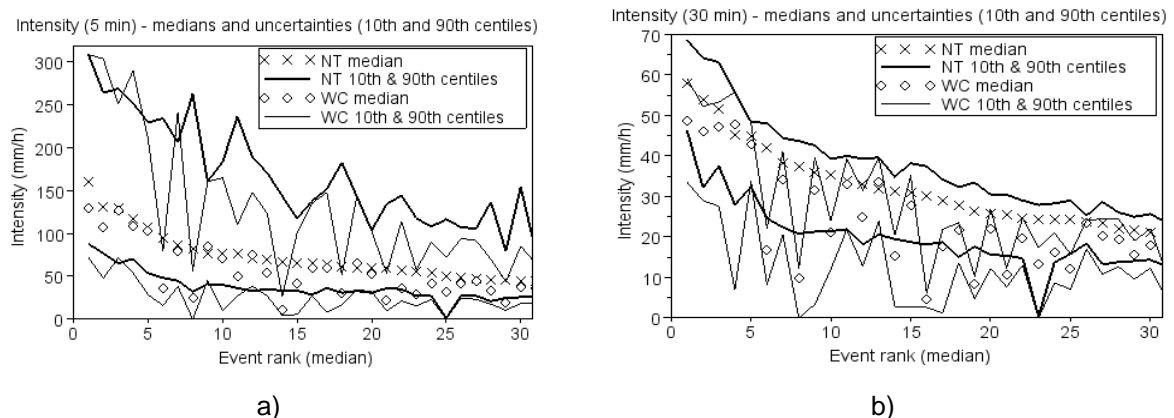 Intensity (5 min) - medians and uncertainties (10th and 90th centiles)
NT median
NT 10th & 90th centiles
WC median
WC 10th & 90th centiles
Intensity (mm/h)
300
250
200
150
100
50
0
0 5 10 15 20 25 30
Event rank (median)
a)
Intensity (30 min) - medians and uncertainties (10th and 90th centiles)
NT median
NT 10th & 90th centiles
WC median
WC 10th & 90th centiles
Intensity (mm/h)
70
60
50
40
30
20
10
0
0 5 10 15 20 25 30
Event rank (median)
b)